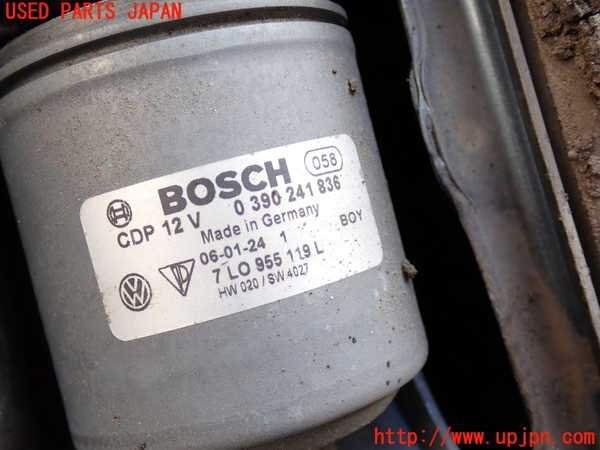 USED PARTS JAPAN
BOSCH 058
CDP 12 V 0 390 241 836
Made in Germany
06-01-24 1 BOY
7 L0 955 119 L
HW 020 / SW 4027
http://www.upjpn.com